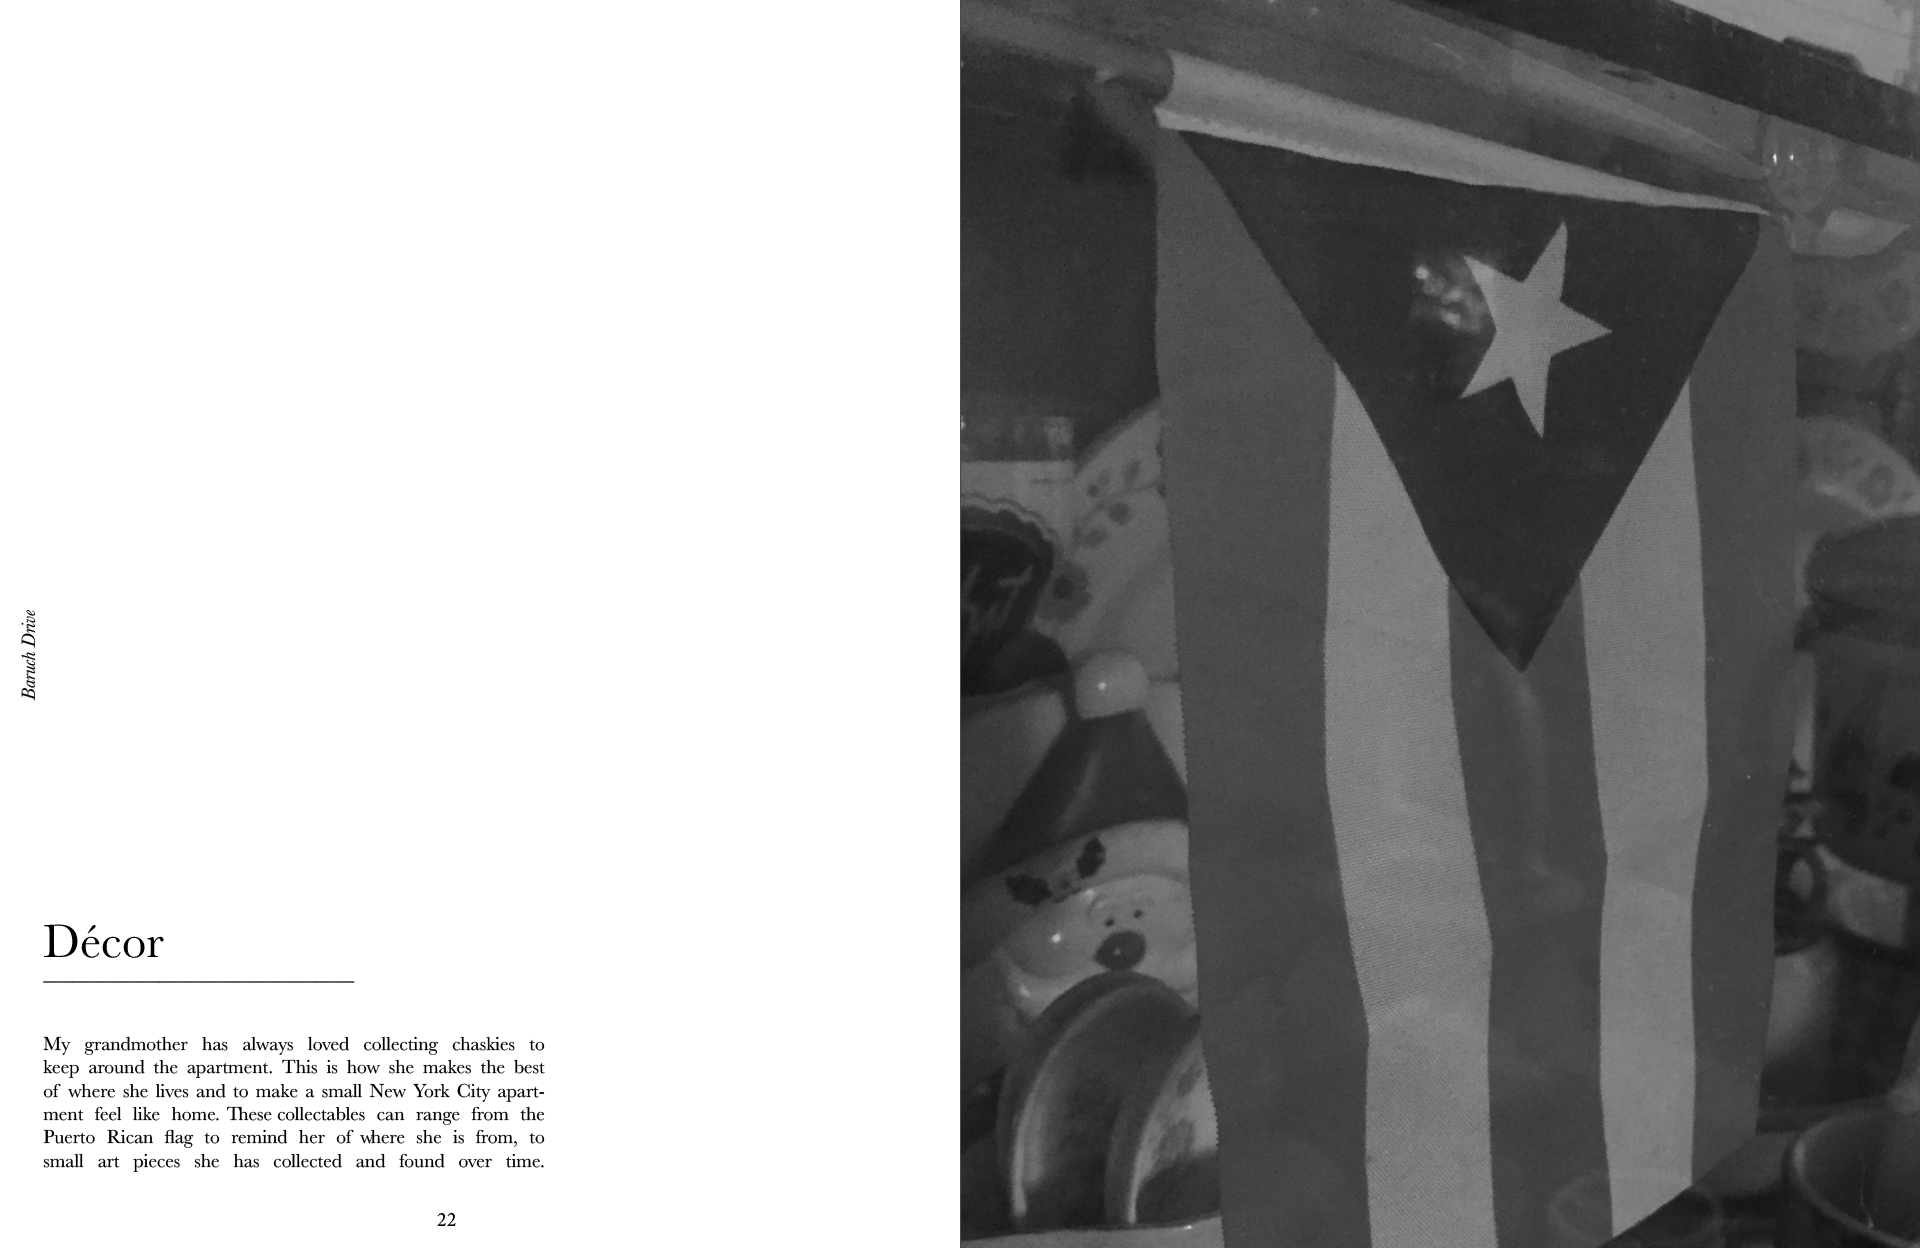 Baruch Drive
Décor
My grandmother has always loved collecting chaskies to
keep around the apartment. This is how she makes the best
of where she lives and to make a small New York City apart-
ment feel like home. These collectables can range from the
Puerto Rican flag to remind her of where she is from, to
small art pieces she has collected and found over time.
22